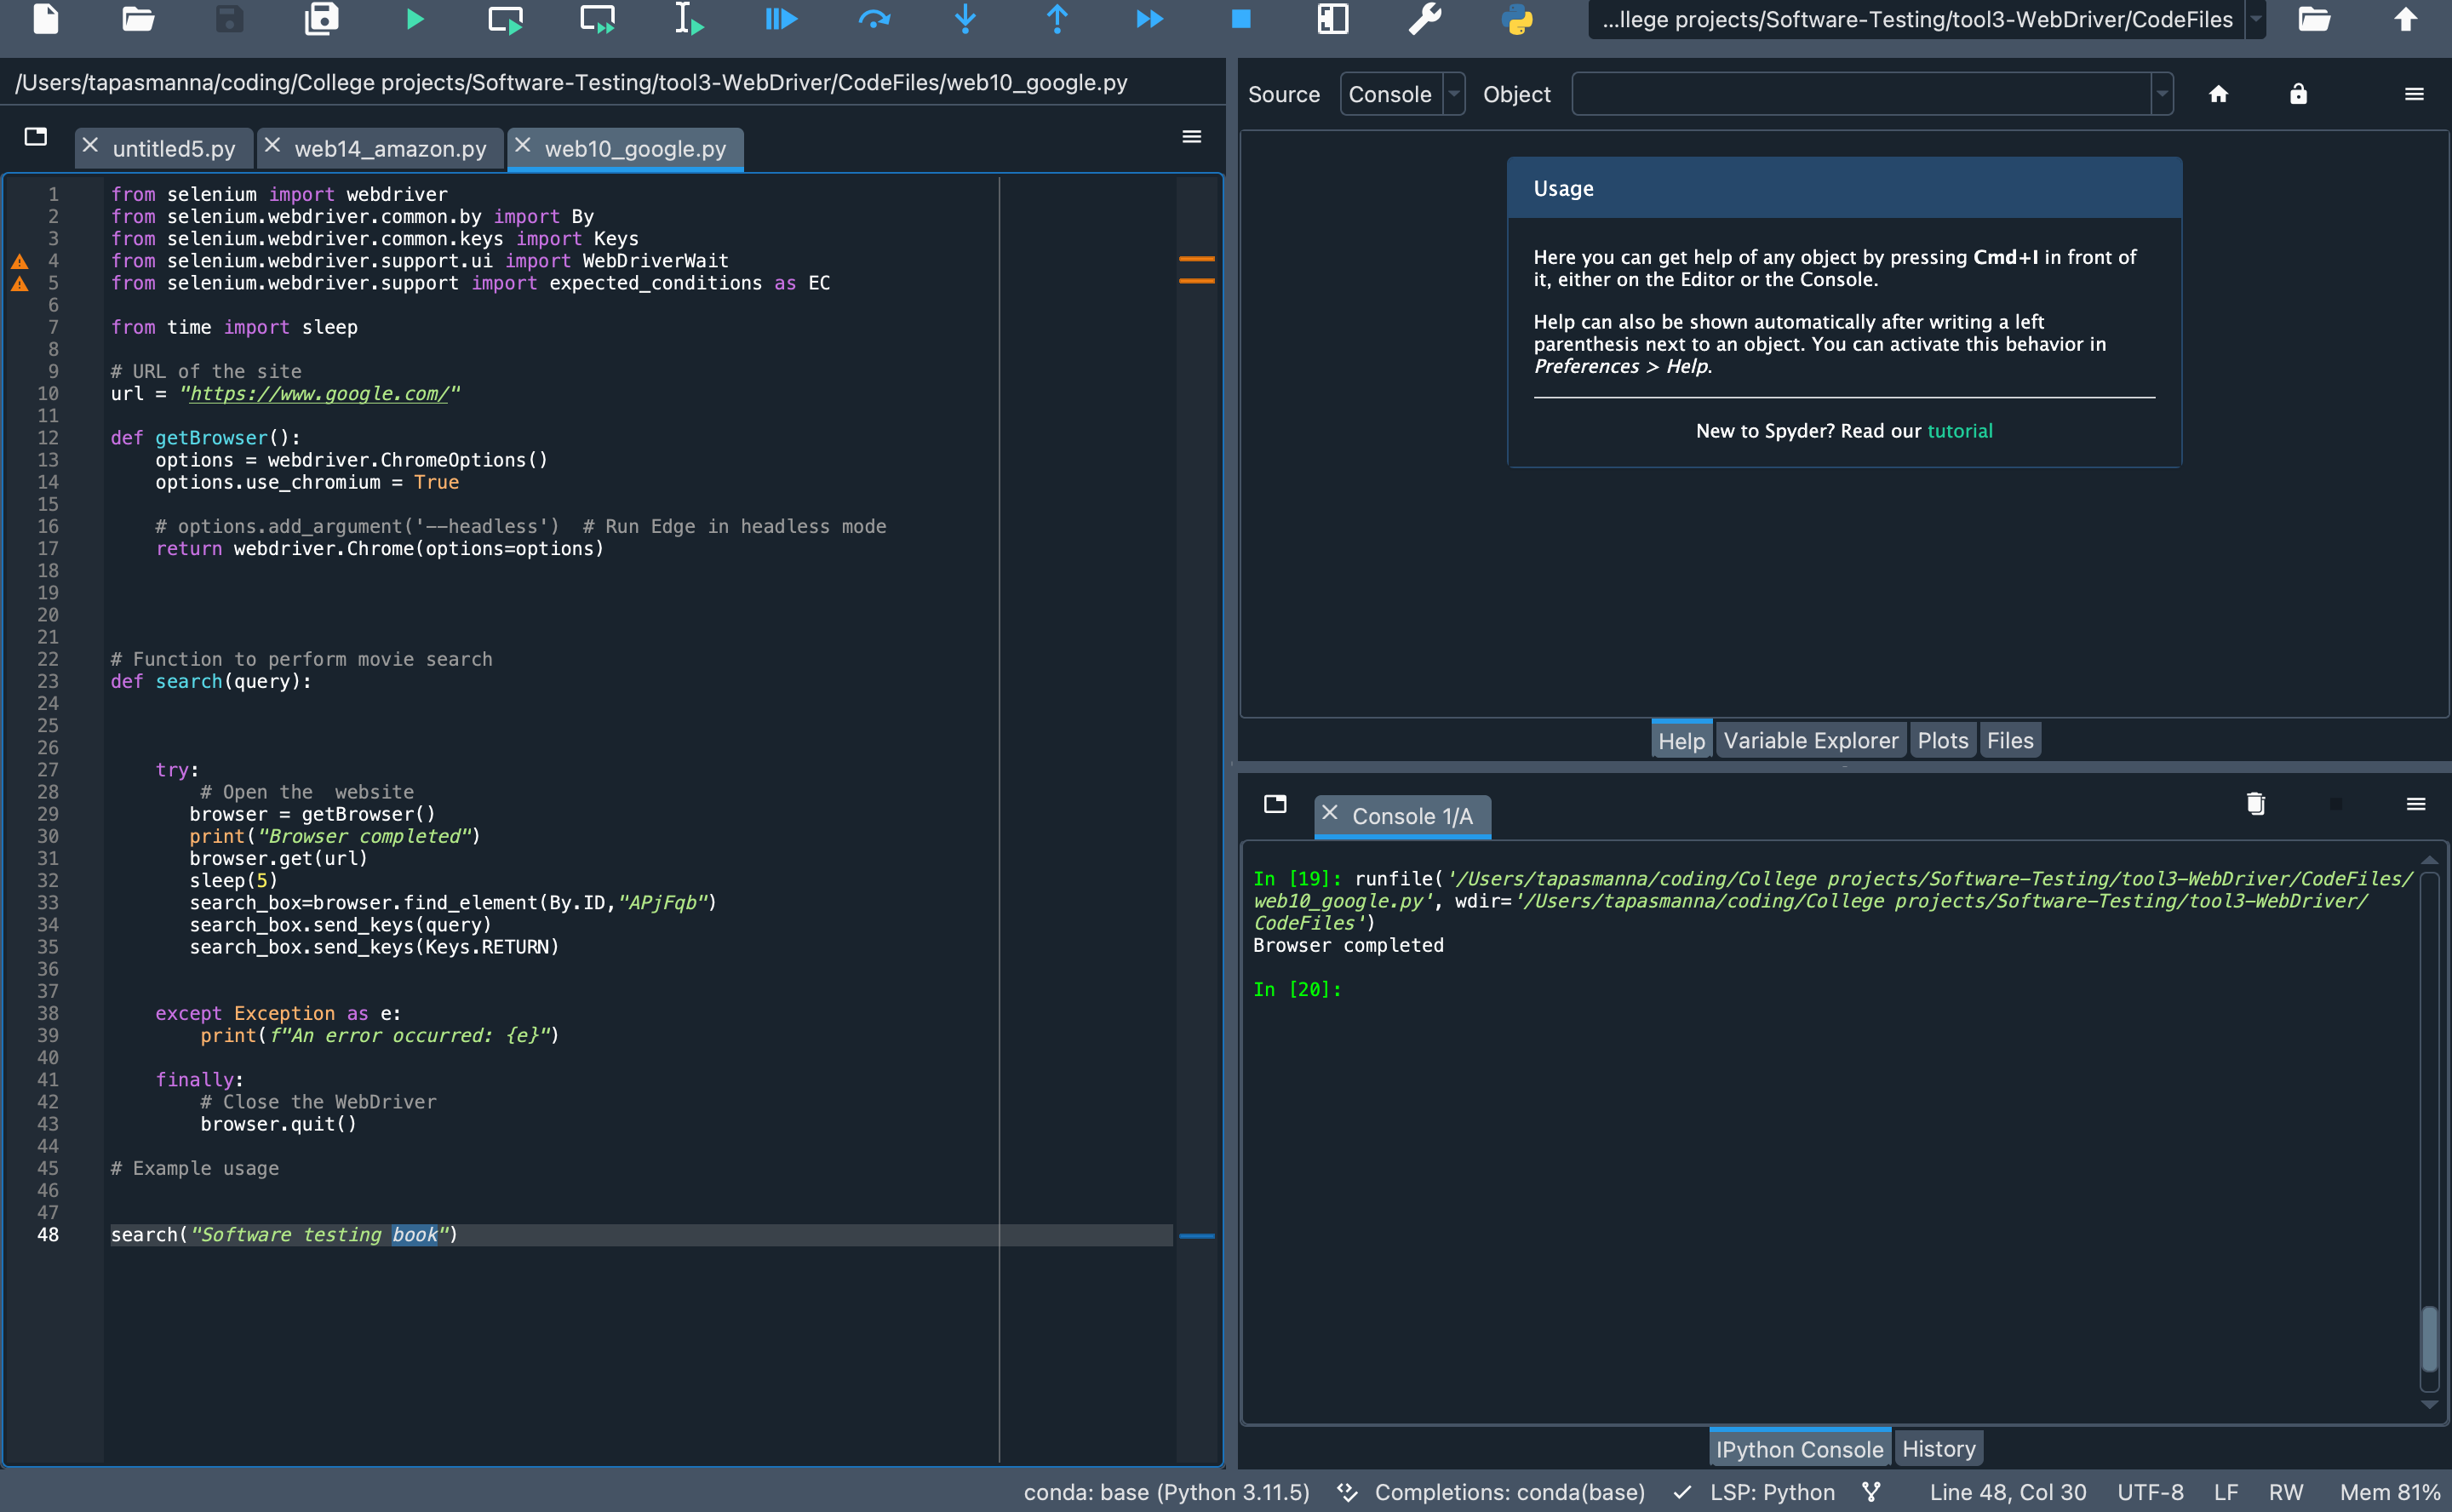 ...llege projects/Software-Testing/tool3-WebDriver/CodeFiles
/Users/tapasmanna/coding/College projects/Software-Testing/tool3-WebDriver/CodeFiles/web10_google.py
untitled5.py
web14_amazon.py
web10_google.py
1 from selenium import webdriver
2 from selenium.webdriver.common.by import By
3 from selenium.webdriver.common.keys import Keys
4 from selenium.webdriver.support.ui import WebDriverWait
5 from selenium.webdriver.support import expected_conditions as EC
6
7 from time import sleep
8
9 # URL of the site
10 url = "https://www.google.com/"
11
12 def getBrowser():
13     options = webdriver.ChromeOptions()
14     options.use_chromium = True
15
16     # options.add_argument('--headless')  # Run Edge in headless mode
17     return webdriver.Chrome(options=options)
18
19
20
21
22 # Function to perform movie search
23 def search(query):
24
25
26
27     try:
28         # Open the  website
29        browser = getBrowser()
30        print("Browser completed")
31        browser.get(url)
32        sleep(5)
33        search_box=browser.find_element(By.ID,"APjFqb")
34        search_box.send_keys(query)
35        search_box.send_keys(Keys.RETURN)
36
37
38     except Exception as e:
39         print(f"An error occurred: {e}")
40
41     finally:
42         # Close the WebDriver
43         browser.quit()
44
45 # Example usage
46
47
48 search("Software testing book")
Source
Console
Object
Usage
Here you can get help of any object by pressing Cmd+I in front of
it, either on the Editor or the Console.
Help can also be shown automatically after writing a left
parenthesis next to an object. You can activate this behavior in
Preferences > Help.
New to Spyder? Read our tutorial
Help
Variable Explorer
Plots
Files
Console 1/A
In [19]: runfile('/Users/tapasmanna/coding/College projects/Software-Testing/tool3-WebDriver/CodeFiles/
web10_google.py', wdir='/Users/tapasmanna/coding/College projects/Software-Testing/tool3-WebDriver/
CodeFiles')
Browser completed
In [20]:
IPython Console
History
conda: base (Python 3.11.5)
Completions: conda(base)
LSP: Python
Line 48, Col 30
UTF-8
LF
RW
Mem 81%